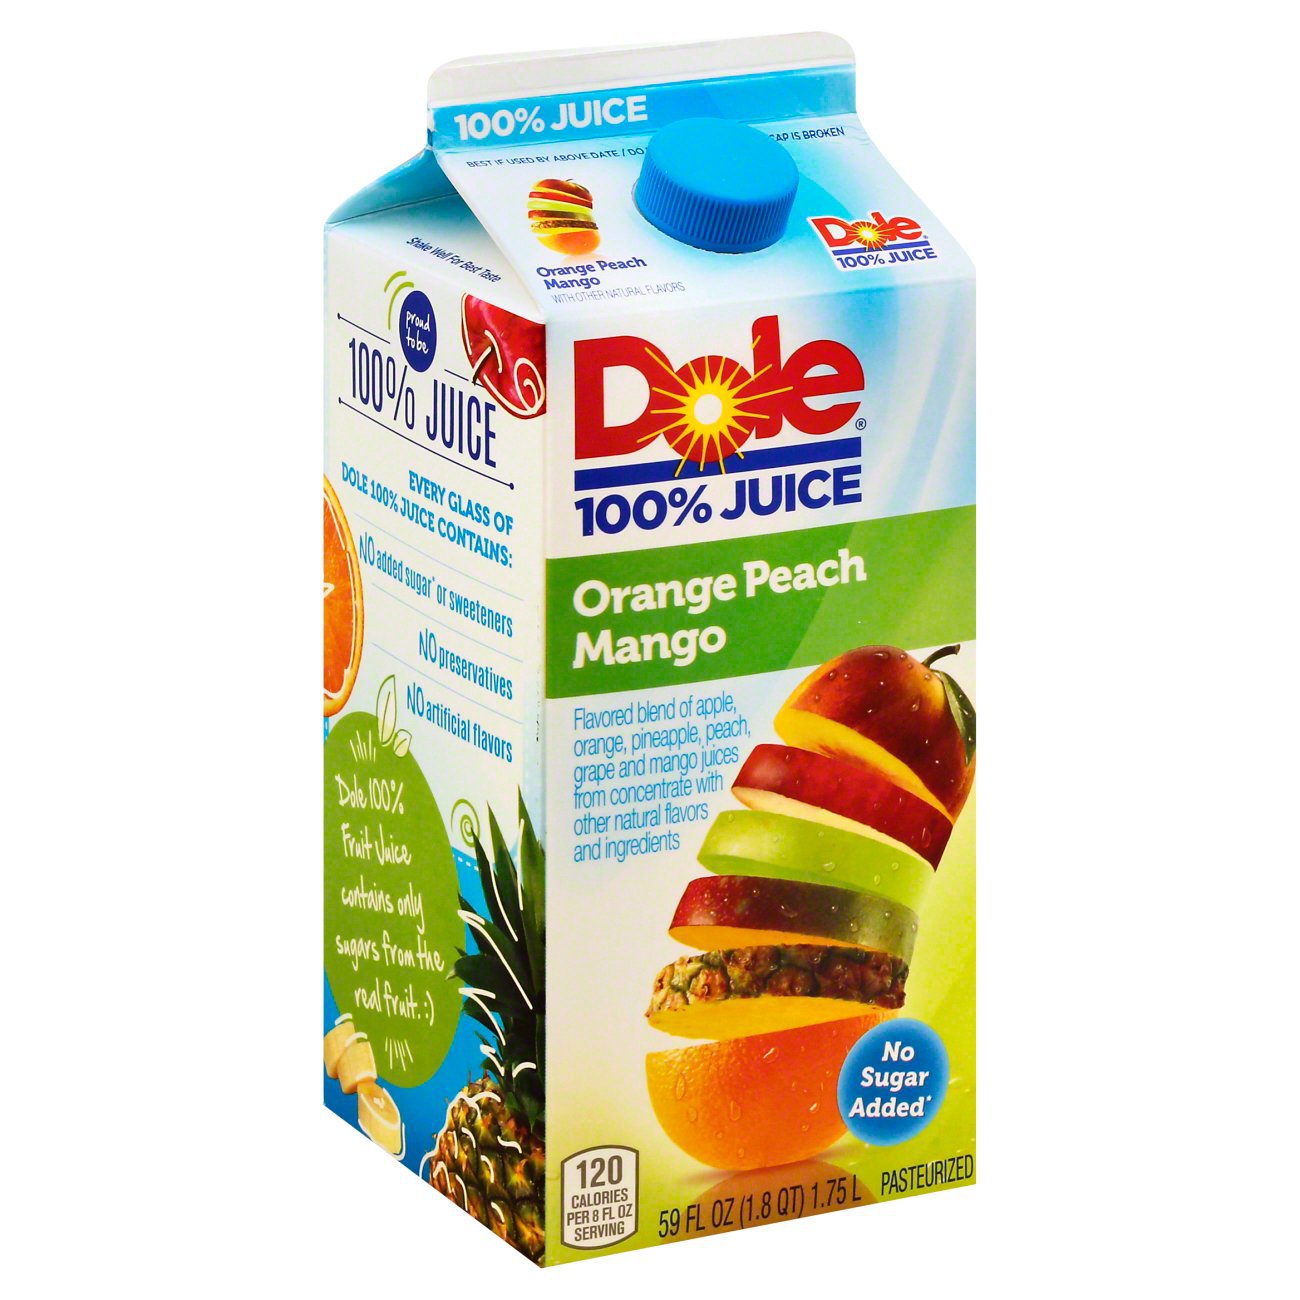 100% JUICE
BEST IF USED BY ABOVE DATE / DO
CAP IS BROKEN
Orange Peach
Mango
WITH OTHER NATURAL FLAVORS
Dole®
100% JUICE
Shake Well For Best Taste
proud
to be
100% JUICE
EVERY GLASS OF
DOLE 100% JUICE CONTAINS:
NO added sugar* or sweeteners
NO preservatives
NO artificial flavors
Dole 100%
Fruit Juice
contains only
sugars from the
real fruit. :)
Dole®
100% JUICE
Orange Peach
Mango
Flavored blend of apple,
orange, pineapple, peach,
grape and mango juices
from concentrate with
other natural flavors
and ingredients
No
Sugar
Added*
120
CALORIES
PER 8 FL OZ
SERVING
59 FL OZ (1.8 QT) 1.75 L
PASTEURIZED